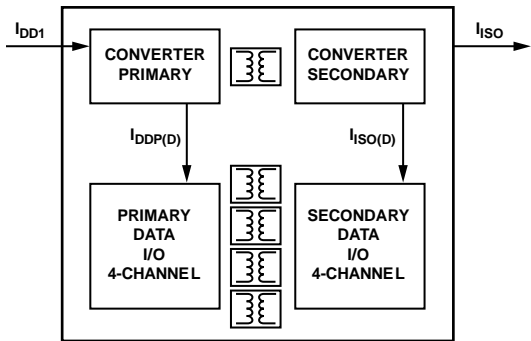 I_DD1
I_ISO
CONVERTER
PRIMARY
CONVERTER
SECONDARY
I_DDP(D)
I_ISO(D)
PRIMARY
DATA
I/O
4-CHANNEL
SECONDARY
DATA
I/O
4-CHANNEL